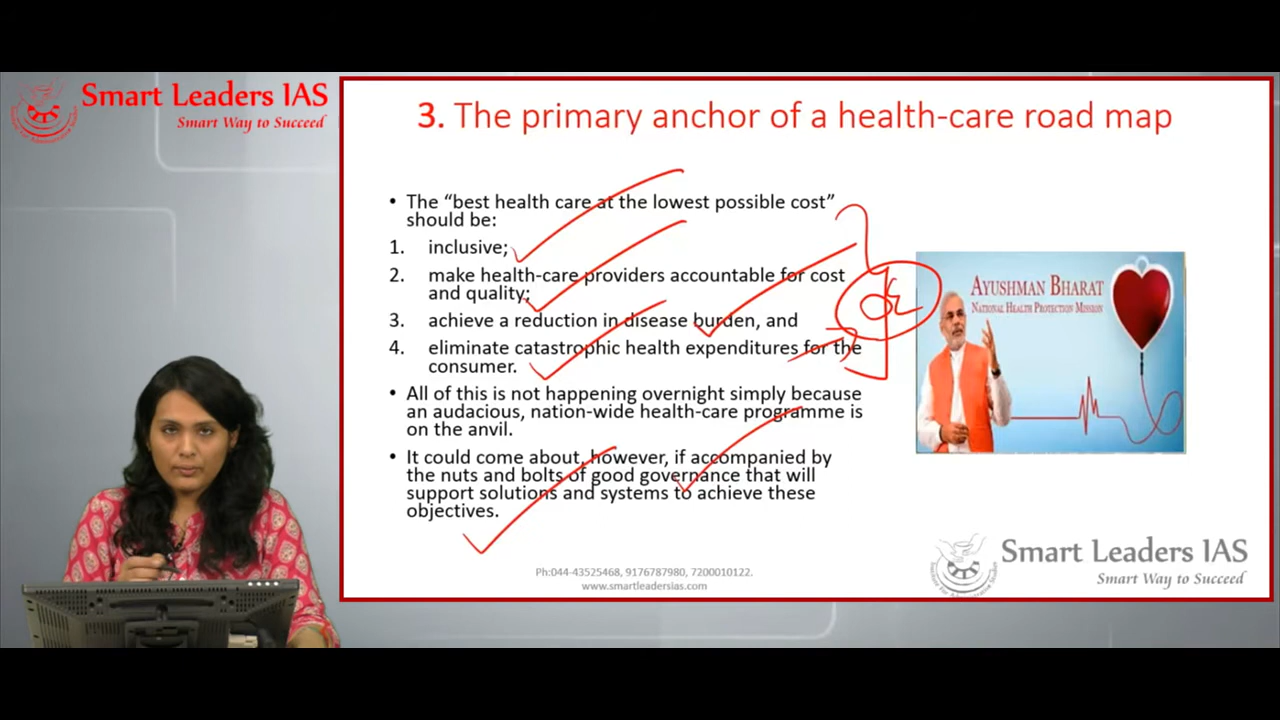 Smart Leaders IAS
Smart Way to Succeed
3. The primary anchor of a health-care road map
• The “best health care at the lowest possible cost”
should be:
1. inclusive;
2. make health-care providers accountable for cost
and quality;
3. achieve a reduction in disease burden, and
4. eliminate catastrophic health expenditures for the
consumer.
• All of this is not happening overnight simply because
an audacious, nation-wide health-care programme is
on the anvil.
• It could come about, however, if accompanied by
the nuts and bolts of good governance that will
support solutions and systems to achieve these
objectives.
AYUSHMAN BHARAT
NATIONAL HEALTH PROTECTION MISSION
Smart Leaders IAS
Smart Way to Succeed
Ph:044-43525468, 9176787980, 7200010122.
www.smartleadersias.com